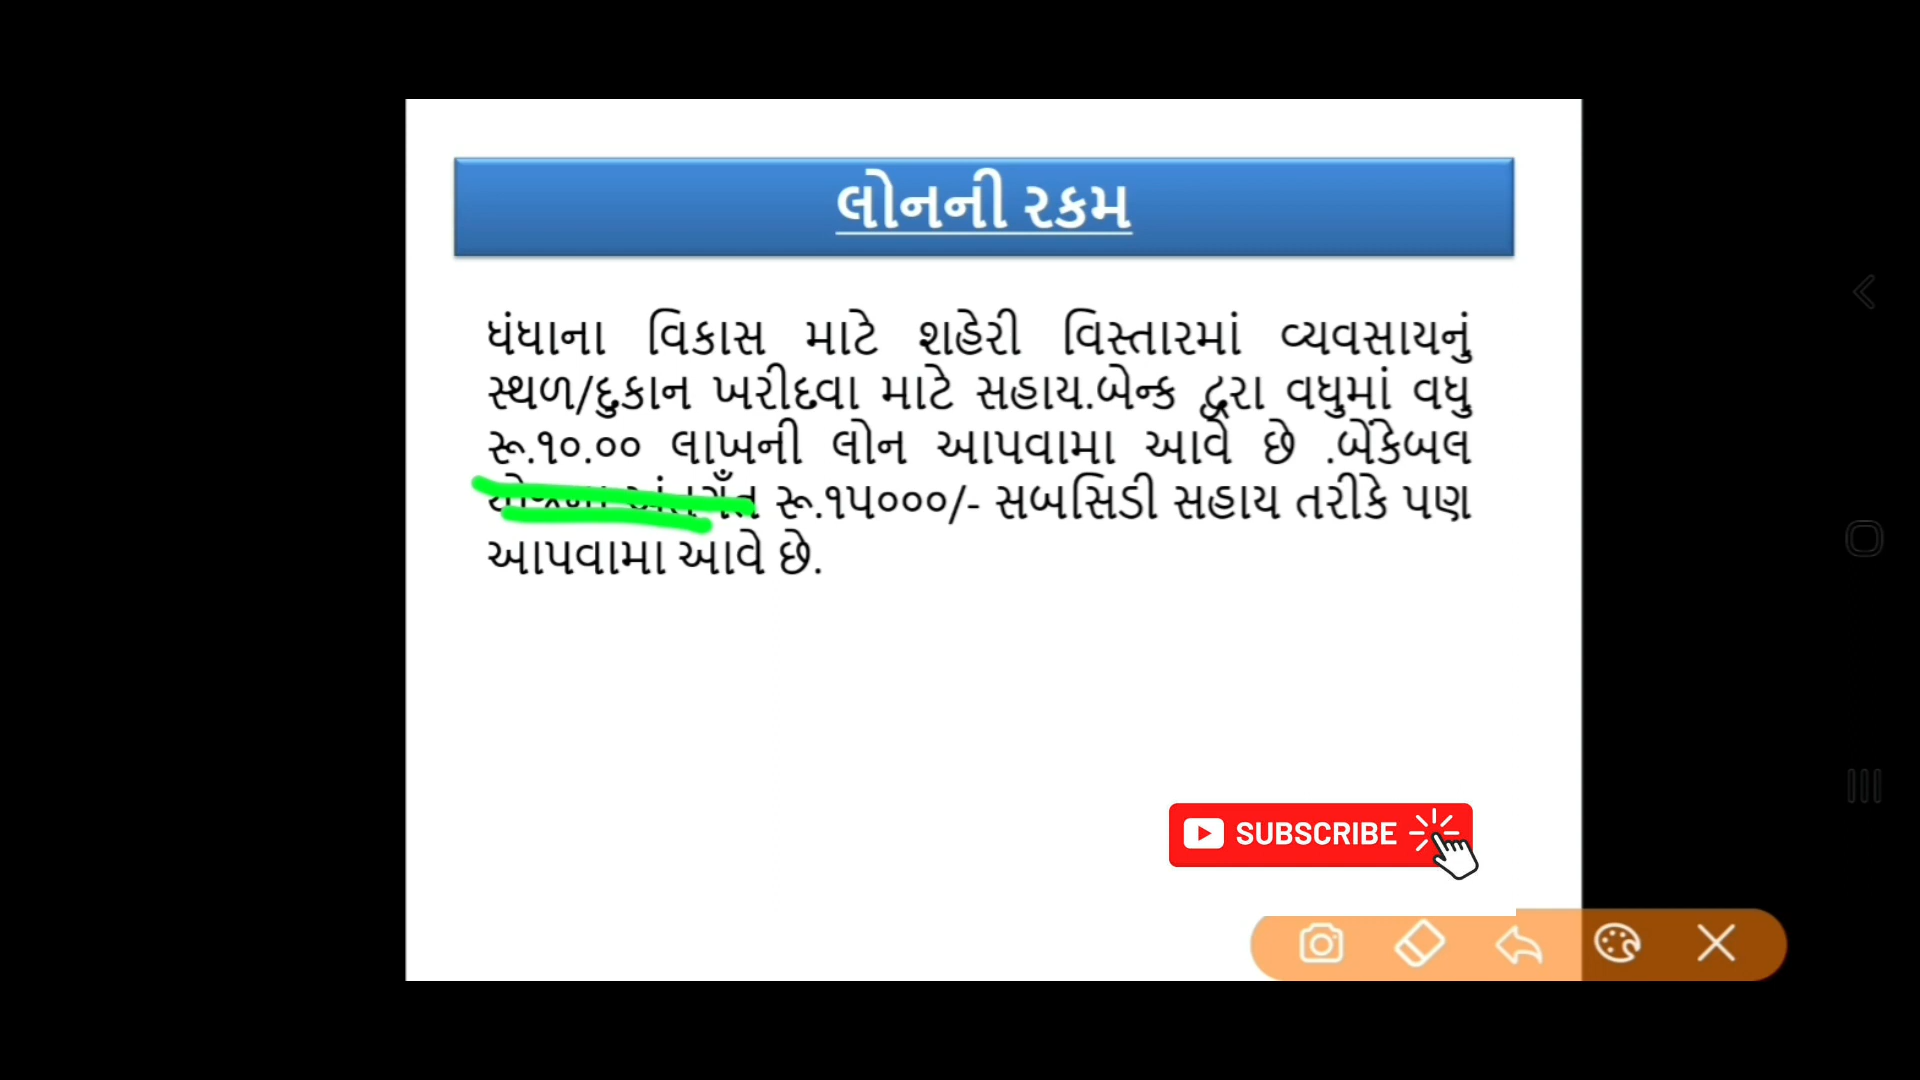 લોનની રકમ
ધંધાના વિકાસ માટે શહેરી વિસ્તારમાં વ્યવસાયનું
સ્થળ/દુકાન ખરીદવા માટે સહાય.બેન્ક દ્વ્રરા વધુમાં વધુ
રૂ.૧૦.૦૦ લાખની લોન આપવામા આવે છે .બેંકેબલ
રૂ.૧૫૦૦૦/- સબસિડી સહાય તરીકે પણ
આપવામા આવે છે.
SUBSCRIBE